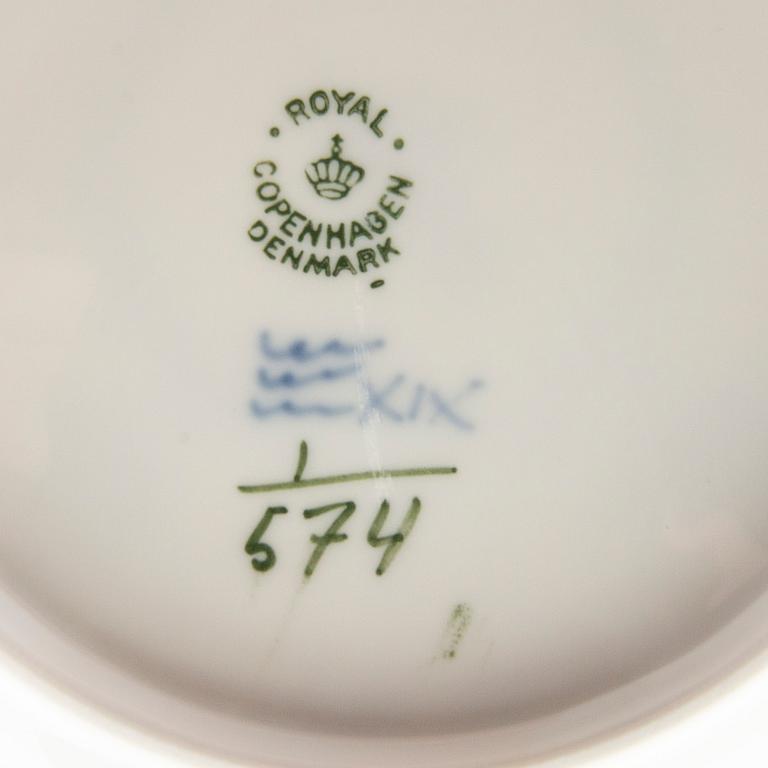 ROYAL
COPENHAGEN
DENMARK
XIX
1
574